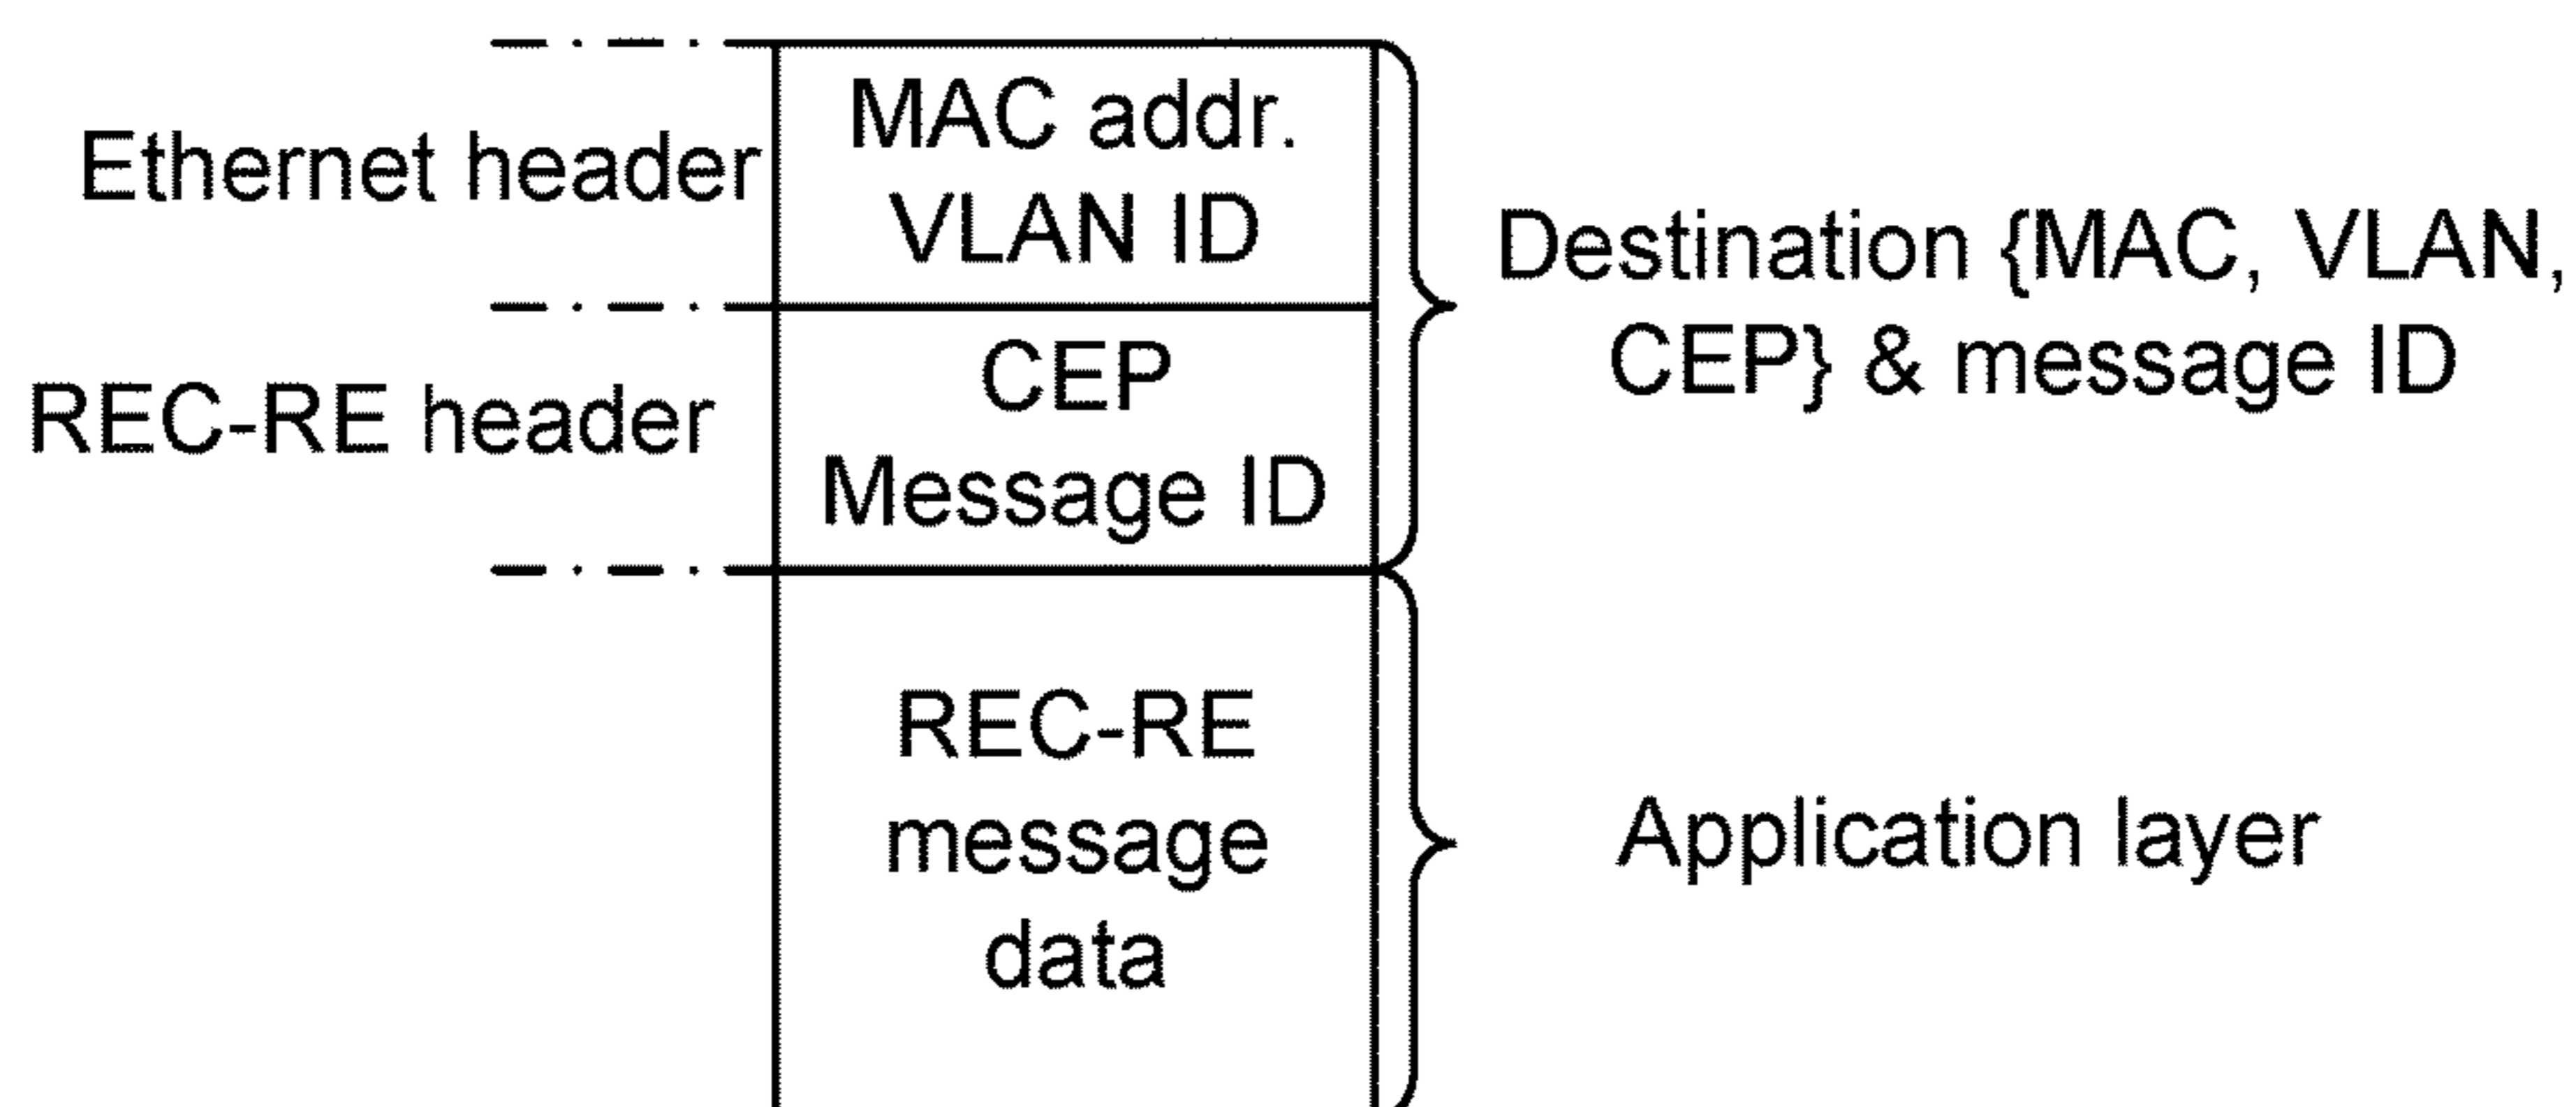 Ethernet header
MAC addr.
VLAN ID
Destination {MAC, VLAN,
CEP} & message ID
REC-RE header
CEP
Message ID
REC-RE
message
data
Application layer